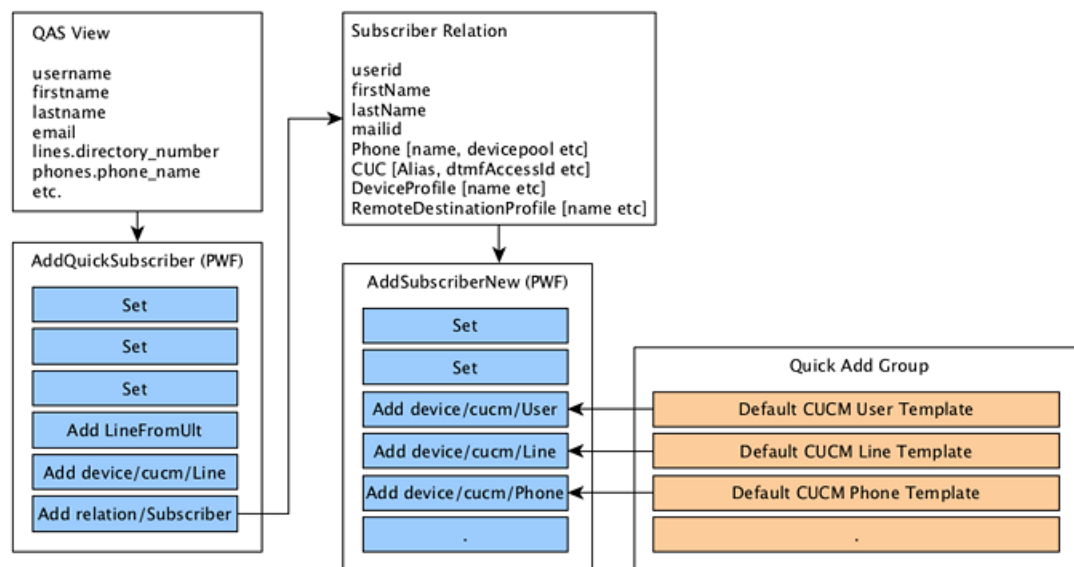 QAS View
username
firstname
lastname
email
lines.directory_number
phones.phone_name
etc.
AddQuickSubscriber (PWF)
Set
Set
Set
Add LineFromUlt
Add device/cucm/Line
Add relation/Subscriber
Subscriber Relation
userid
firstName
lastName
mailid
Phone [name, devicepool etc]
CUC [Alias, dtmfAccessId etc]
DeviceProfile [name etc]
RemoteDestinationProfile [name etc]
AddSubscriberNew (PWF)
Set
Set
Add device/cucm/User
Add device/cucm/Line
Add device/cucm/Phone
.
Quick Add Group
Default CUCM User Template
Default CUCM Line Template
Default CUCM Phone Template
.